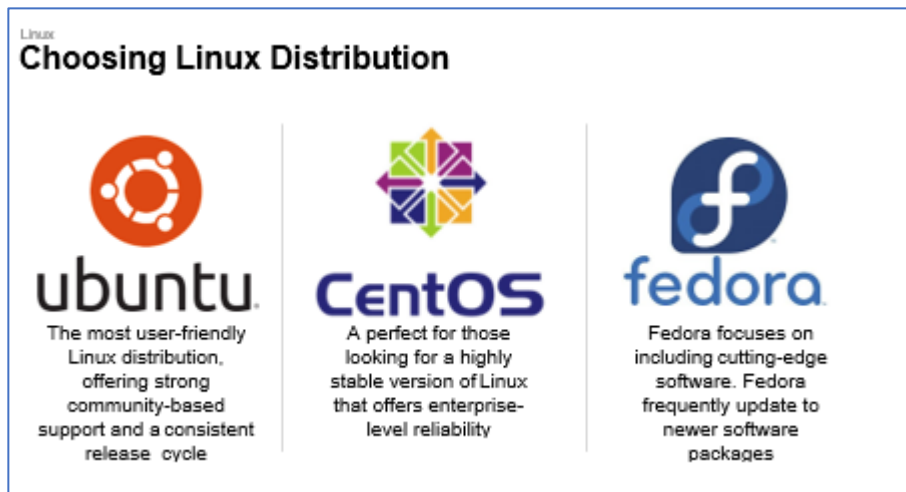 Linux
Choosing Linux Distribution
ubuntu
The most user-friendly
Linux distribution,
offering strong
community-based
support and a consistent
release cycle
CentOS
A perfect for those
looking for a highly
stable version of Linux
that offers enterprise-
level reliability
fedora
Fedora focuses on
including cutting-edge
software. Fedora
frequently update to
newer software
packages